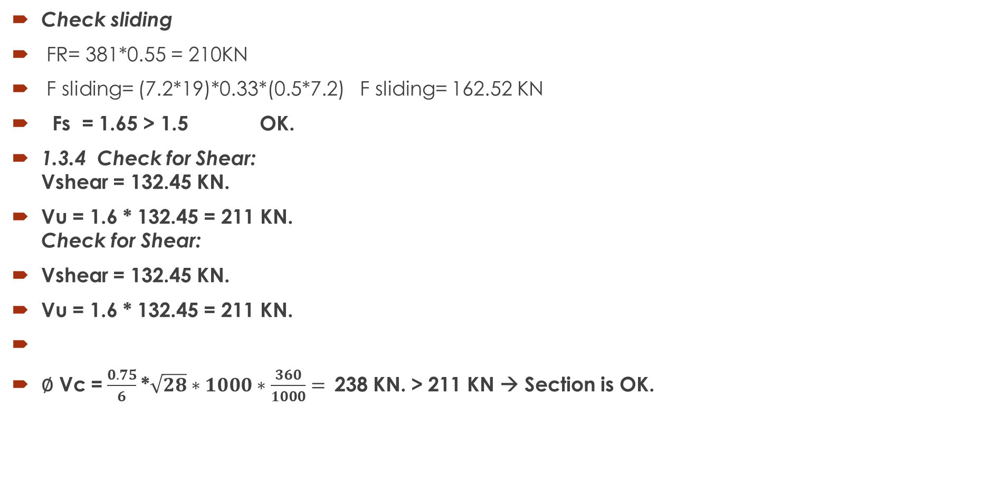 Check sliding
FR= 381*0.55 = 210KN
F sliding= (7.2*19)*0.33*(0.5*7.2)   F sliding= 162.52 KN
Fs  = 1.65 > 1.5   OK.
1.3.4  Check for Shear:
Vshear = 132.45 KN.
Vu = 1.6 * 132.45 = 211 KN.
Check for Shear:
Vshear = 132.45 KN.
Vu = 1.6 * 132.45 = 211 KN.
∅ Vc = 0.75/6 *√28 * 1000 * 360/1000 = 238 KN. > 211 KN → Section is OK.